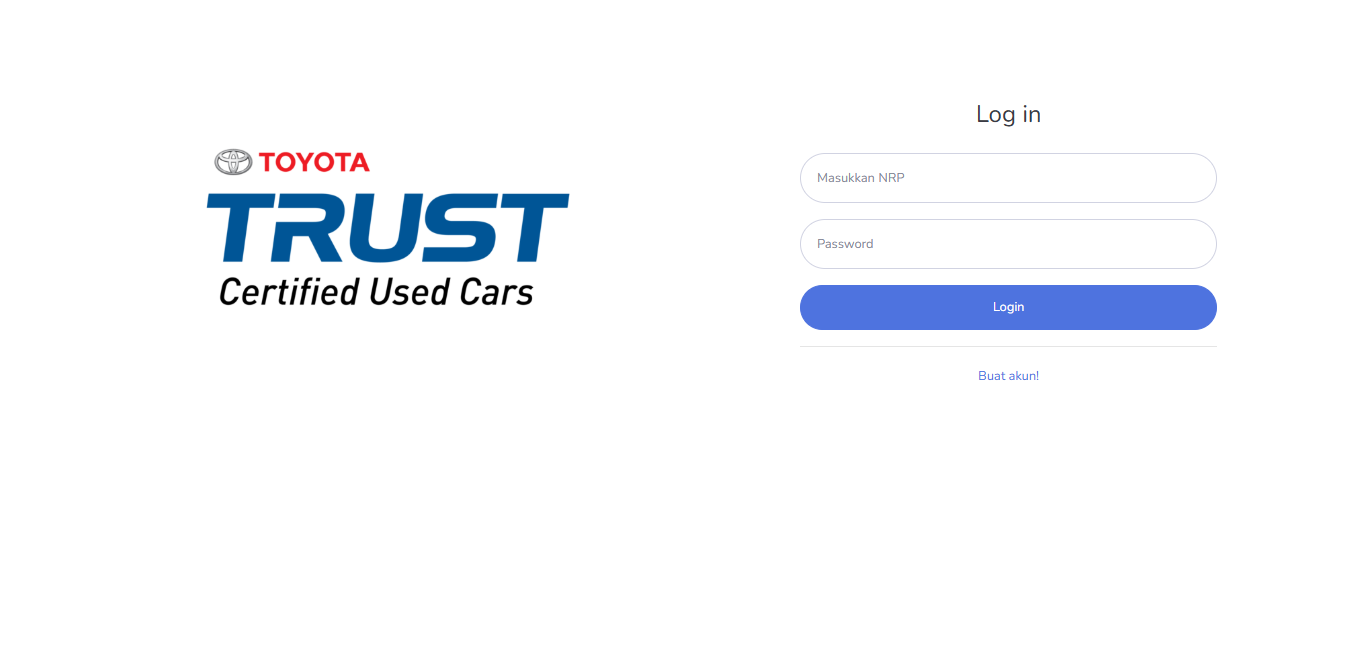 TOYOTA
TRUST
Certified Used Cars
Log in
Masukkan NRP
Password
Login
Buat akun!